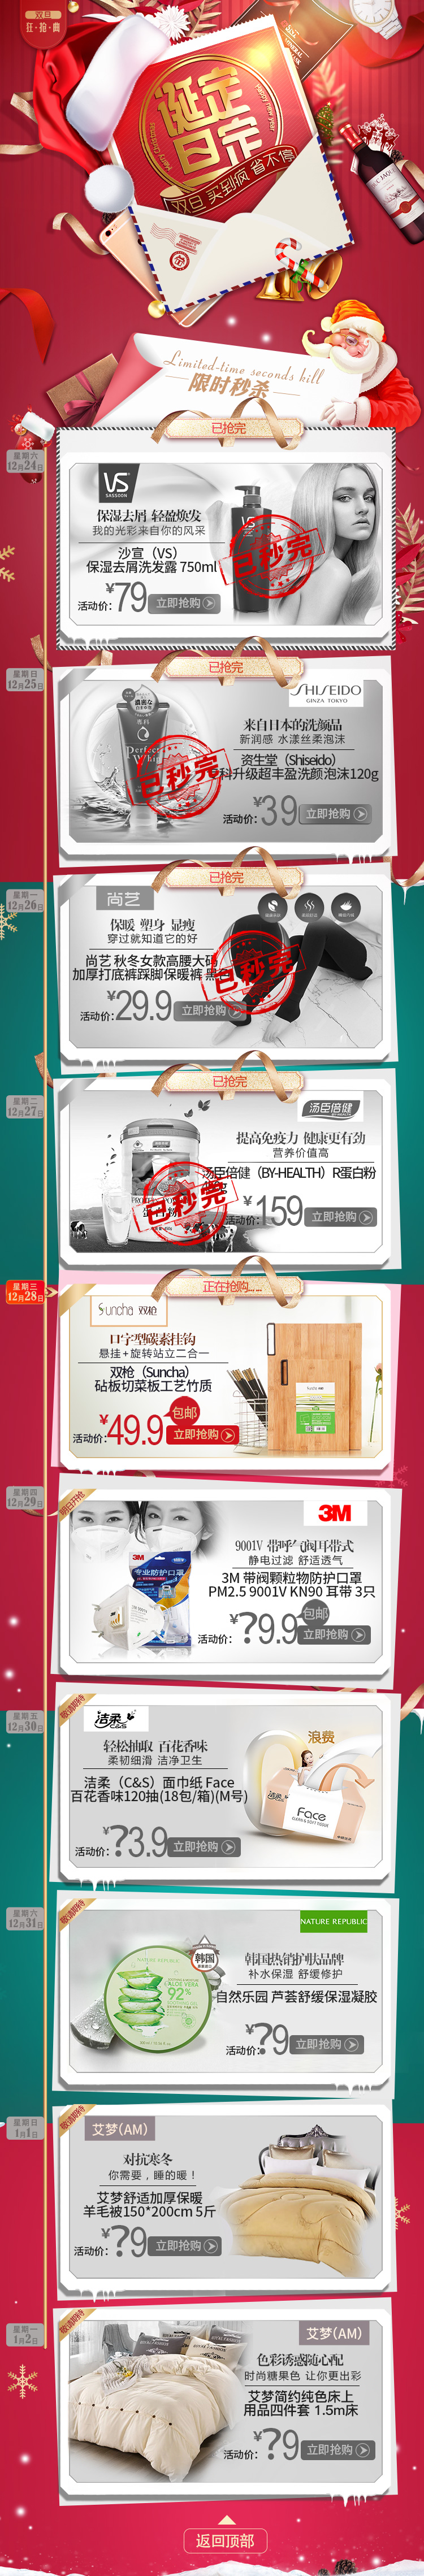 双旦
狂·抢·购
诞定
旦定
Merry Christmas
Happy new year
双旦 买到疯 省不停
Limited-time seconds kill
限时秒杀
已抢完
星期六
12月24日
VS
SASSOON
保湿去屑 轻盈焕发
我的光彩来自你的风采
沙宣（VS）
保湿去屑洗发露 750ml
活动价：¥79 立即抢购
已秒完
已抢完
星期日
12月25日
SHISEIDO
GINZA TOKYO
来自日本的洗颜品
新润感 水漾丝柔泡沫
资生堂（Shiseido）
专科升级超丰盈洗颜泡沫120g
活动价：¥39 立即抢购
已秒完
已抢完
星期一
12月26日
尚艺
保暖 塑身 显瘦
穿过就知道它的好
尚艺 秋冬女款高腰大码
加厚打底裤踩脚保暖裤 黑色
活动价：¥29.9 立即抢购
已秒完
已抢完
星期二
12月27日
汤臣倍健
提高免疫力 健康更有劲
营养价值高
汤臣倍健（BY-HEALTH）R蛋白粉
活动价：¥159 立即抢购
已秒完
正在抢购......
星期三
12月28日
Suncha 双枪
口字型碳素挂钩
悬挂+旋转站立二合一
双枪（Suncha）
砧板切菜板工艺竹质
包邮
活动价：¥49.9 立即抢购
星期四
12月29日
明日开抢
3M
9001V 带呼气阀耳带式
静电过滤 舒适透气
3M 带阀颗粒物防护口罩
PM2.5 9001V KN90 耳带 3只
3M
专业防护口罩
包邮
活动价：¥?9.9 立即抢购
星期五
12月30日
敬请期待
洁柔
C&S
轻松抽取 百花香味
柔韧细滑 洁净卫生
洁柔（C&S）面巾纸 Face
百花香味120抽(18包/箱)(M号)
活动价：¥?3.9 立即抢购
浪费
洁柔
Face
星期六
12月31日
敬请期待
NATURE REPUBLIC
韩国热销护肤品牌
补水保湿 舒缓修护
自然乐园 芦荟舒缓保湿凝胶
活动价：¥?9 立即抢购
韩国
NATURE REPUBLIC
ALOE VERA
92%
星期日
1月1日
敬请期待
艾梦(AM)
对抗寒冬
你需要，睡的暖！
艾梦舒适加厚保暖
羊毛被150*200cm 5斤
活动价：¥?9 立即抢购
星期一
1月2日
敬请期待
艾梦(AM)
色彩诱惑随心配
时尚糖果色 让你更出彩
艾梦简约纯色床上
用品四件套 1.5m床
活动价：¥?9 立即抢购
返回顶部